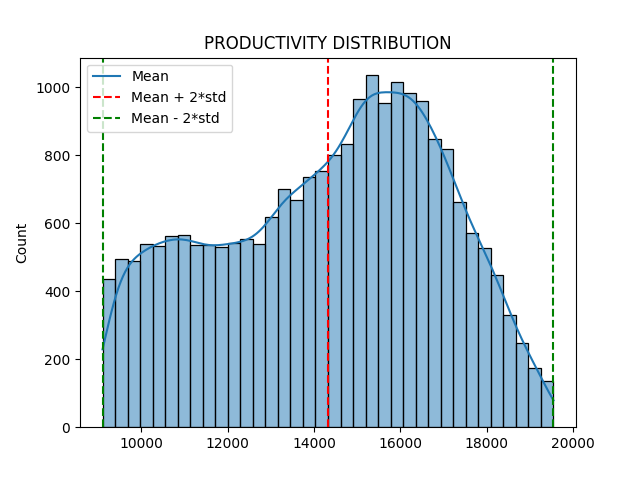 PRODUCTIVITY DISTRIBUTION
Mean
Mean + 2*std
Mean - 2*std
Count
1000
800
600
400
200
0
10000 12000 14000 16000 18000 20000